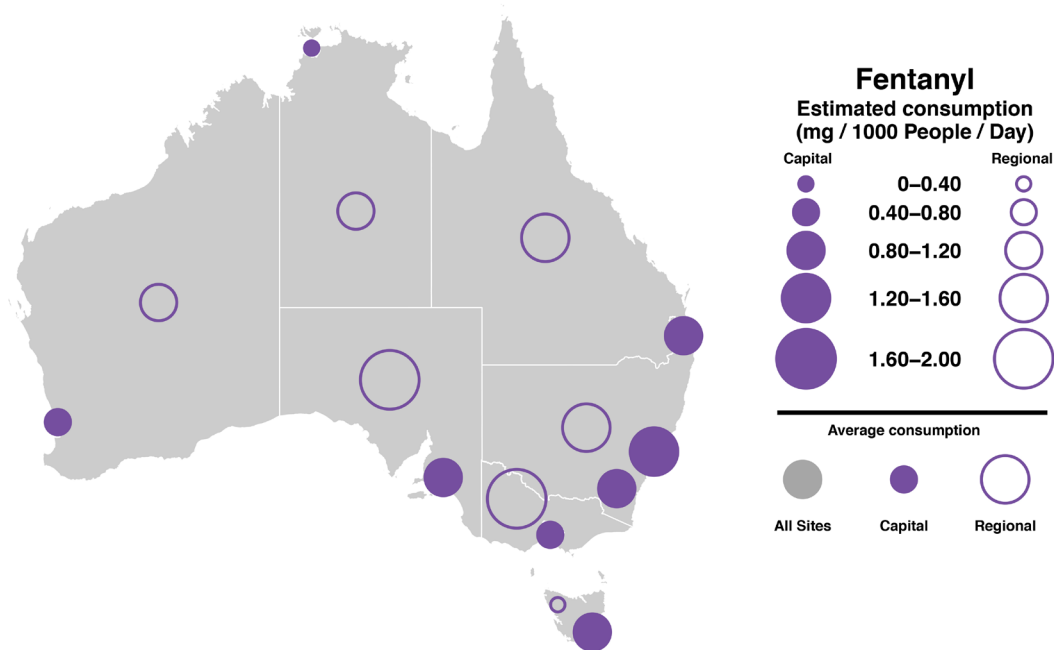 Fentanyl
Estimated consumption
(mg / 1000 People / Day)
Capital Regional
0–0.40
0.40–0.80
0.80–1.20
1.20–1.60
1.60–2.00
Average consumption
All Sites Capital Regional